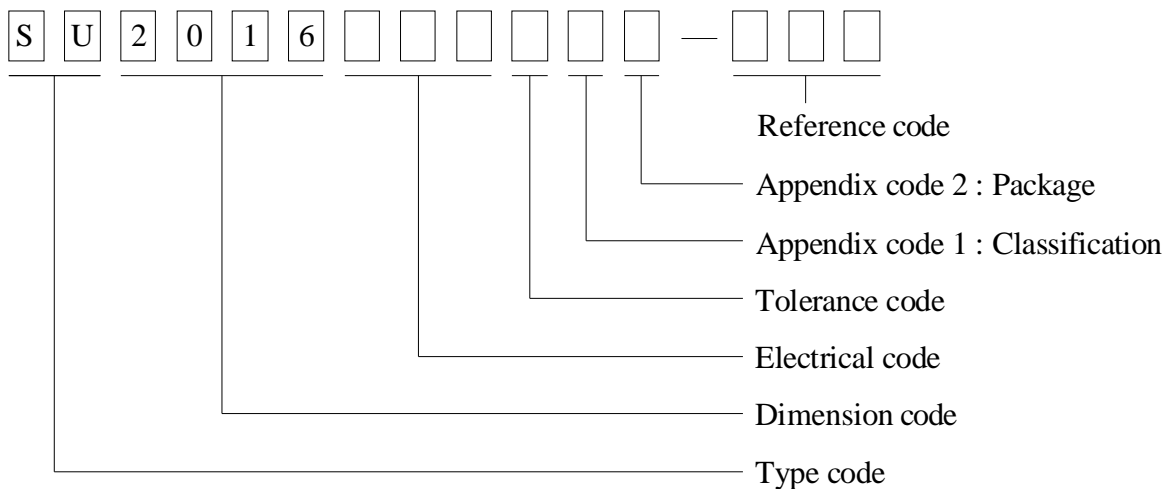 S U 2 0 1 6 —
Reference code
Appendix code 2 : Package
Appendix code 1 : Classification
Tolerance code
Electrical code
Dimension code
Type code